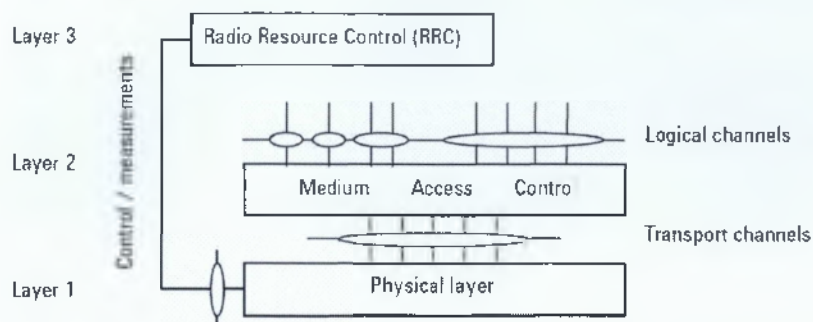 Layer 3
Radio Resource Control (RRC)
Control / measurements
Logical channels
Layer 2
Medium Access Contro
Transport channels
Layer 1
Physical layer